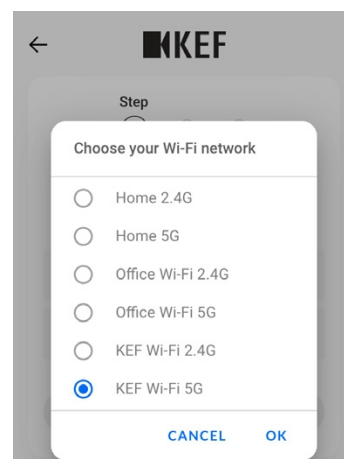 KEF
Step
Choose your Wi-Fi network
Home 2.4G
Home 5G
Office Wi-Fi 2.4G
Office Wi-Fi 5G
KEF Wi-Fi 2.4G
KEF Wi-Fi 5G
CANCEL OK